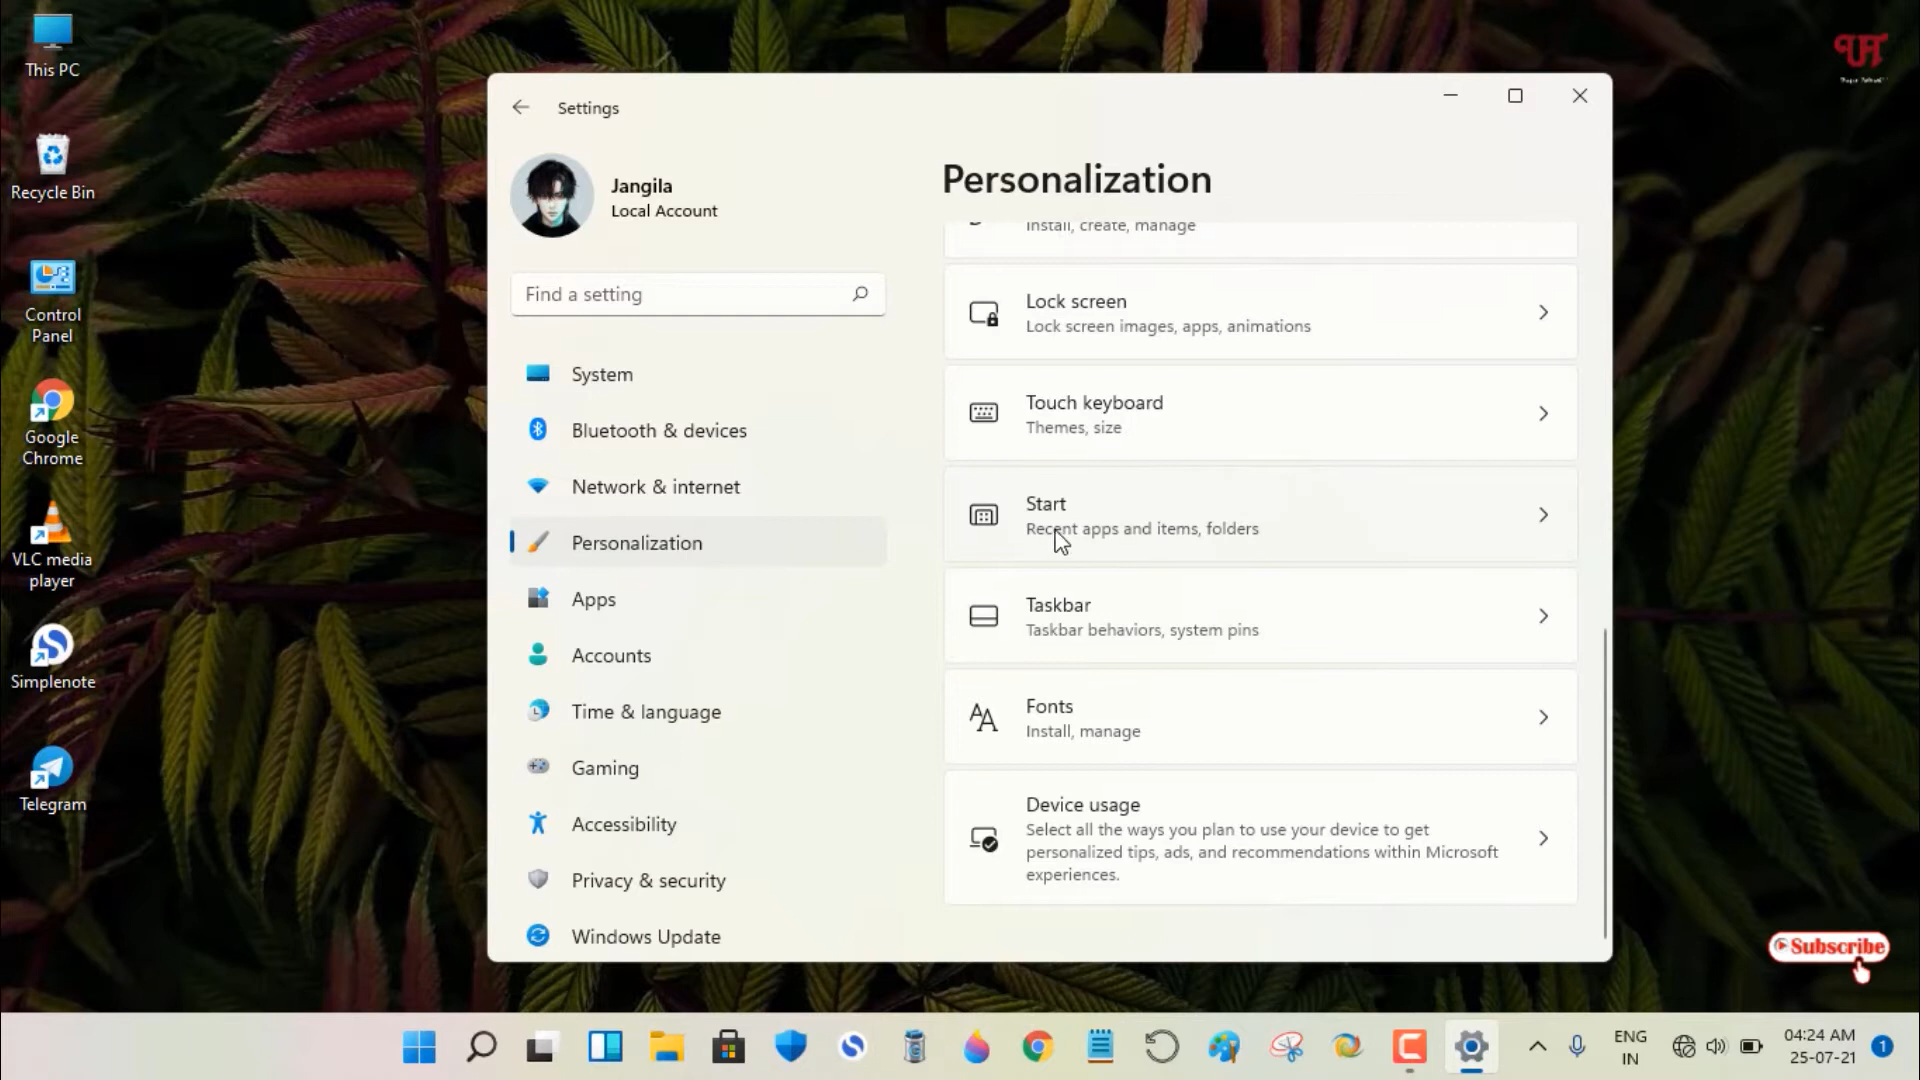 This PC
Recycle Bin
Control
Panel
Google
Chrome
VLC media
player
Simplenote
Telegram
Settings
Jangila
Local Account
Find a setting
System
Bluetooth & devices
Network & internet
Personalization
Apps
Accounts
Time & language
Gaming
Accessibility
Privacy & security
Windows Update
Personalization
Install, create, manage
Lock screen
Lock screen images, apps, animations
Touch keyboard
Themes, size
Start
Recent apps and items, folders
Taskbar
Taskbar behaviors, system pins
Fonts
Install, manage
Device usage
Select all the ways you plan to use your device to get
personalized tips, ads, and recommendations within Microsoft
experiences.
Subscribe
ENG
IN
04:24 AM
25-07-21
1